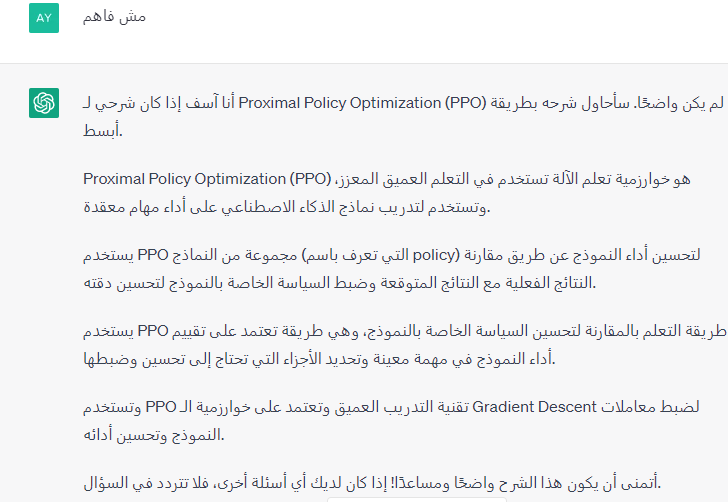 AY
مش فاهم
أنا آسف إذا كان شرحي لـ Proximal Policy Optimization (PPO) لم يكن واضحًا. سأحاول شرحه بطريقة
أبسط.
Proximal Policy Optimization (PPO) هو خوارزمية تعلم الآلة تستخدم في التعلم العميق المعزز،
وتستخدم لتدريب نماذج الذكاء الاصطناعي على أداء مهام معقدة.
يستخدم PPO مجموعة من النماذج (التي تعرف باسم policy) لتحسين أداء النموذج عن طريق مقارنة
النتائج الفعلية مع النتائج المتوقعة وضبط السياسة الخاصة بالنموذج لتحسين دقته.
يستخدم PPO طريقة التعلم بالمقارنة لتحسين السياسة الخاصة بالنموذج، وهي طريقة تعتمد على تقييم
أداء النموذج في مهمة معينة وتحديد الأجزاء التي تحتاج إلى تحسين وضبطها.
وتستخدم PPO تقنية التدريب العميق وتعتمد على خوارزمية الـ Gradient Descent لضبط معاملات
النموذج وتحسين أدائه.
أتمنى أن يكون هذا الشرح واضحًا ومساعدًا! إذا كان لديك أي أسئلة أخرى، فلا تتردد في السؤال.